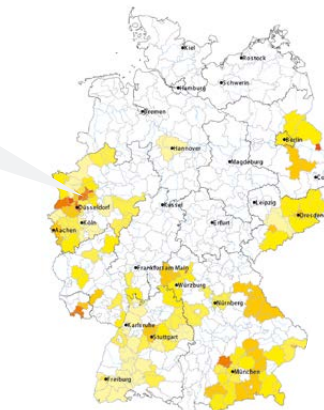 Kiel
Rostock
Schwerin
Hamburg
Bremen
Berlin
Hannover
Magdeburg
Düsseldorf
Kassel
Leipzig
Köln
Erfurt
Dresden
Aachen
Frankfurt am Main
Würzburg
Nürnberg
Karlsruhe
Stuttgart
Freiburg
München